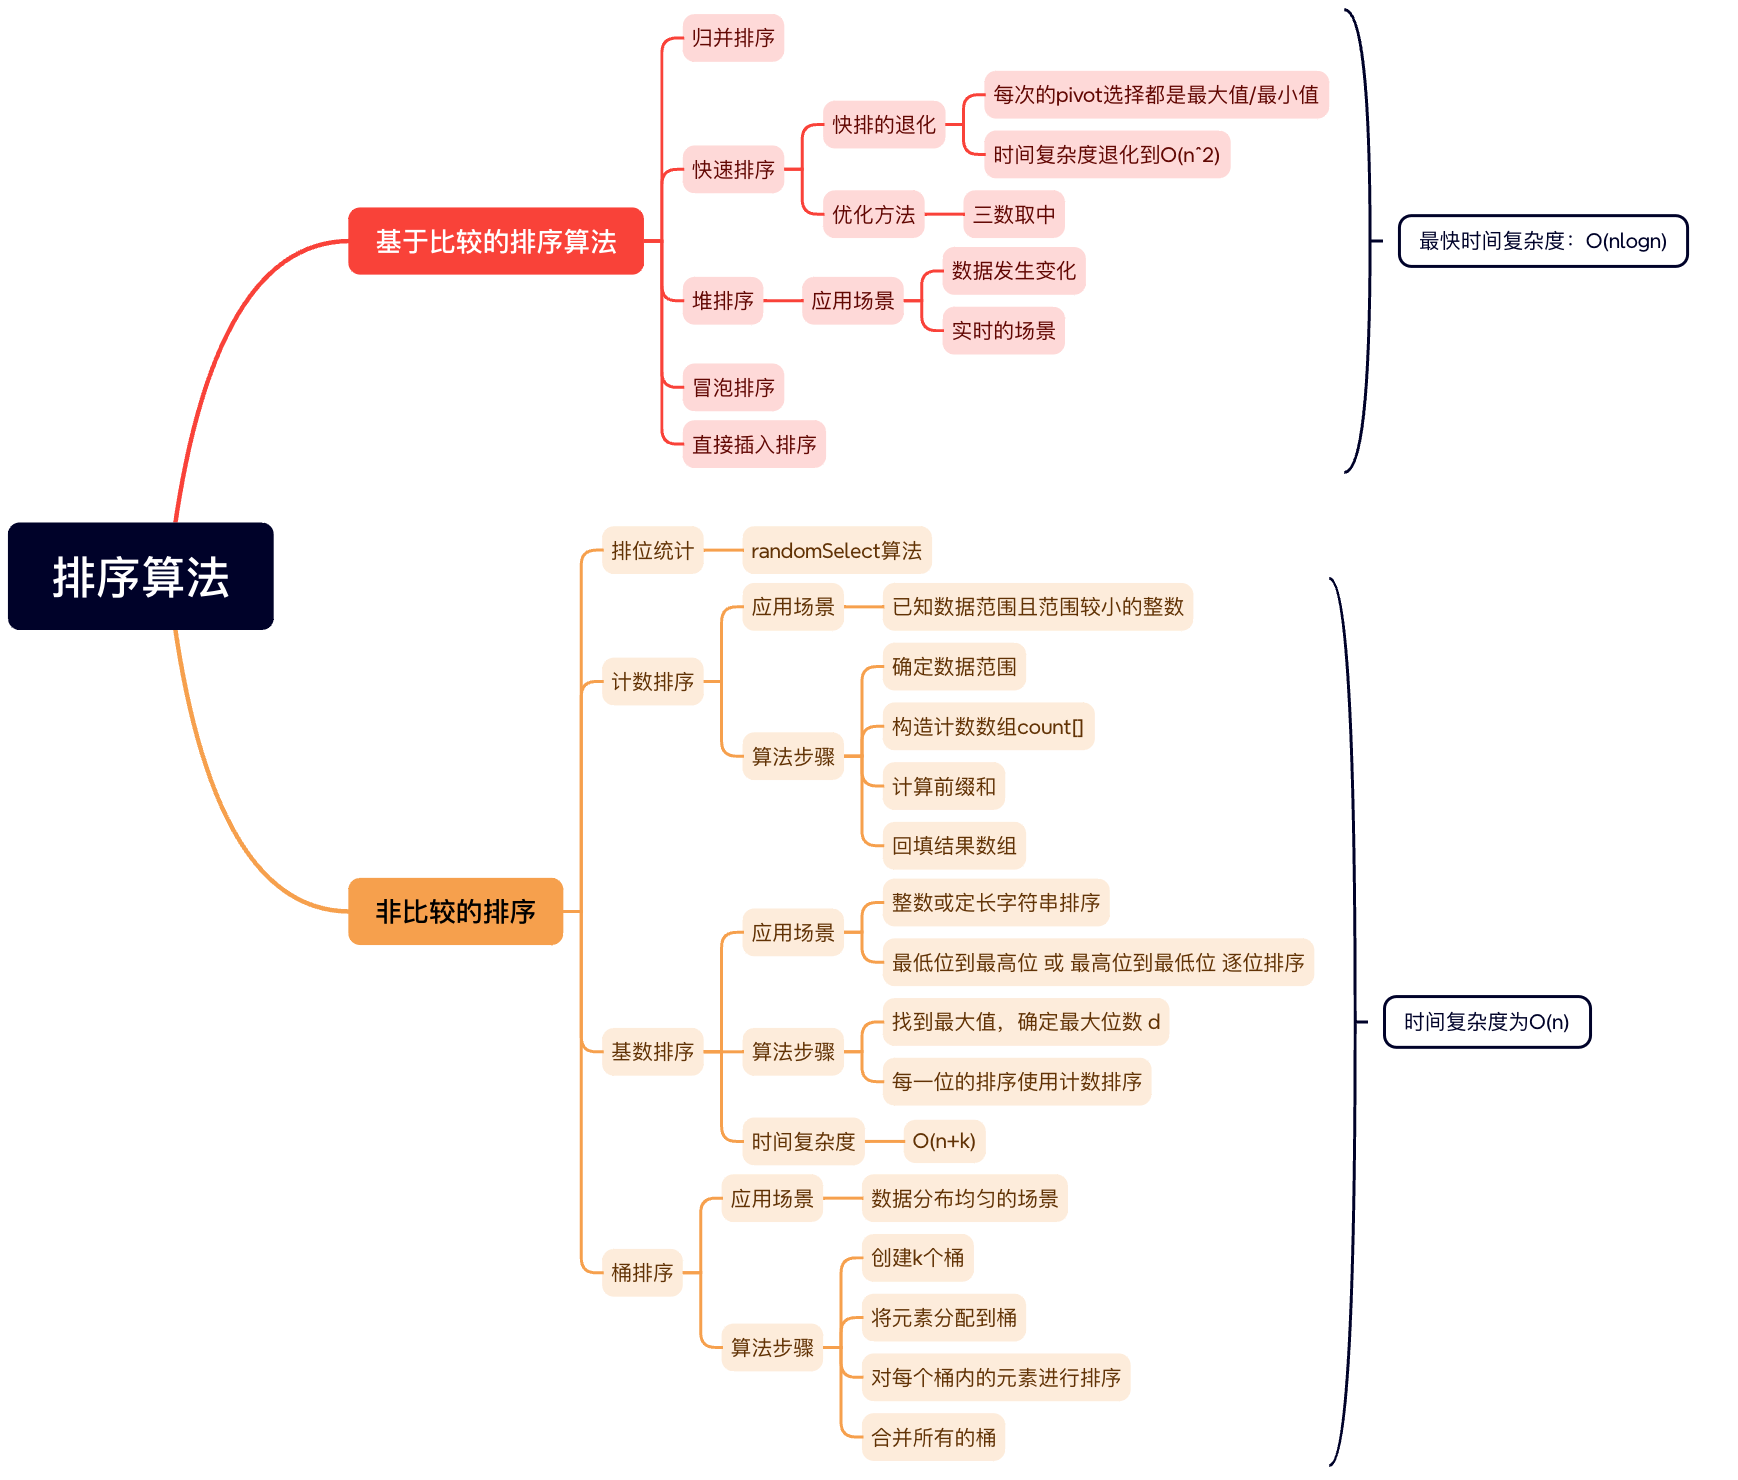 排序算法
基于比较的排序算法
归并排序
快速排序
快排的退化
每次的pivot选择都是最大值/最小值
时间复杂度退化到O(n^2)
优化方法
三数取中
堆排序
应用场景
数据发生变化
实时的场景
冒泡排序
直接插入排序
最快时间复杂度：O(nlogn)
非比较的排序
排位统计
randomSelect算法
计数排序
应用场景
已知数据范围且范围较小的整数
算法步骤
确定数据范围
构造计数数组count[]
计算前缀和
回填结果数组
基数排序
应用场景
整数或定长字符串排序
最低位到最高位 或 最高位到最低位 逐位排序
算法步骤
找到最大值，确定最大位数 d
每一位的排序使用计数排序
时间复杂度
O(n+k)
桶排序
应用场景
数据分布均匀的场景
算法步骤
创建k个桶
将元素分配到桶
对每个桶内的元素进行排序
合并所有的桶
时间复杂度为O(n)